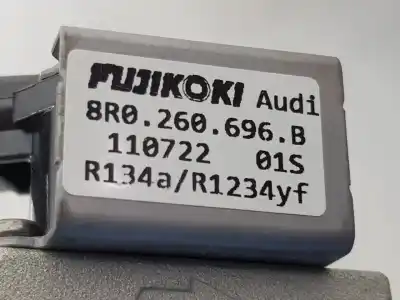 FUJIKOKI Audi
8R0.260.696.B
110722 01S
R134a/R1234yf